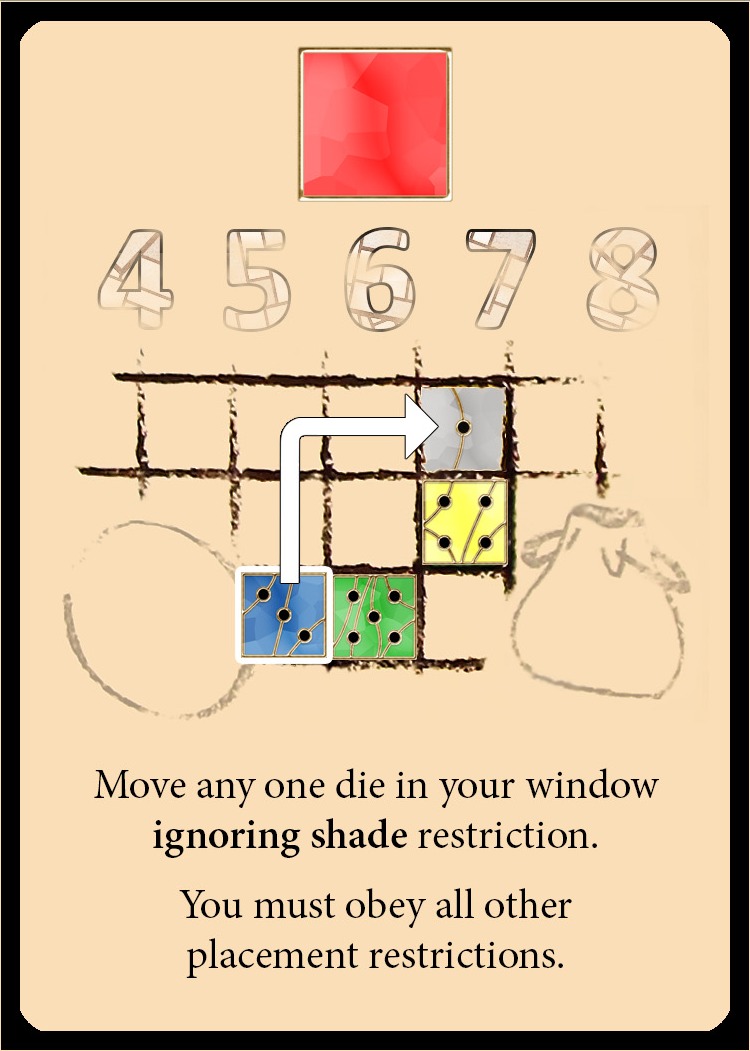 4 5 6 7 8
Move any one die in your window
ignoring shade restriction.
You must obey all other
placement restrictions.